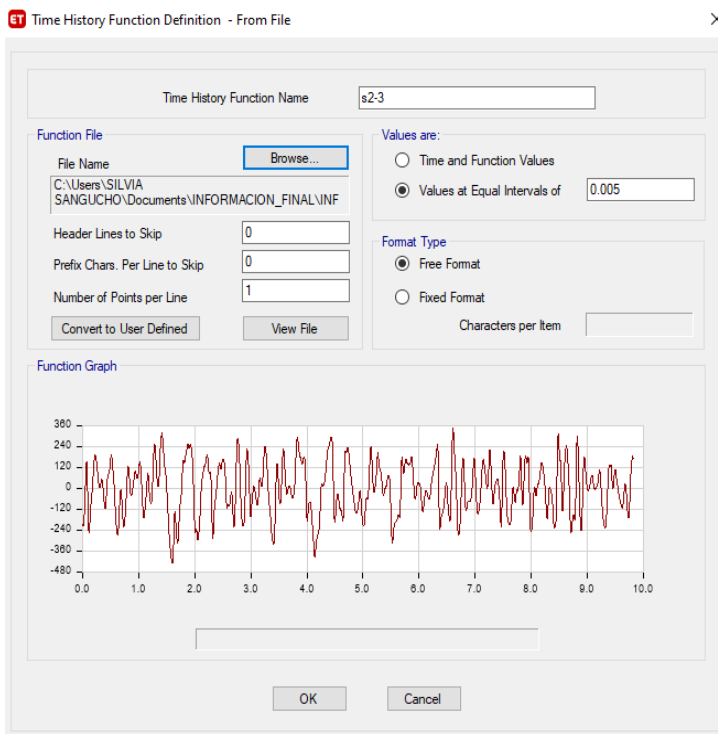 ET Time History Function Definition - From File
Time History Function Name s2-3
Function File
File Name Browse...
C:\Users\SILVIA
SANGUCHO\Documents\INFORMACION_FINAL\INF
Header Lines to Skip 0
Prefix Chars. Per Line to Skip 0
Number of Points per Line 1
Convert to User Defined View File
Values are:
Time and Function Values
Values at Equal Intervals of 0.005
Format Type
Free Format
Fixed Format
Characters per Item
Function Graph
360
240
120
0
-120
-240
-360
-480
0.0 1.0 2.0 3.0 4.0 5.0 6.0 7.0 8.0 9.0 10.0
OK Cancel